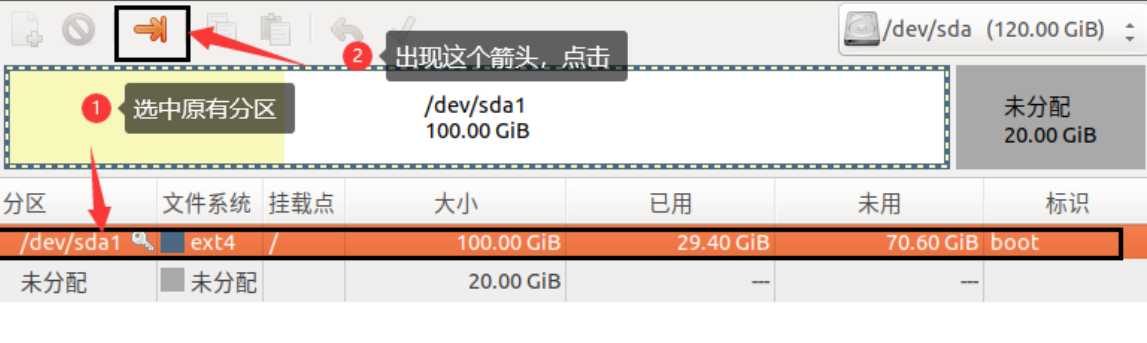 /dev/sda (120.00 GiB)
2 出现这个箭头，点击
1 选中原有分区
/dev/sda1
100.00 GiB
未分配
20.00 GiB
分区 文件系统 挂载点 大小 已用 未用 标识
/dev/sda1 ext4 / 100.00 GiB 29.40 GiB 70.60 GiB boot
未分配 未分配 20.00 GiB --- ---